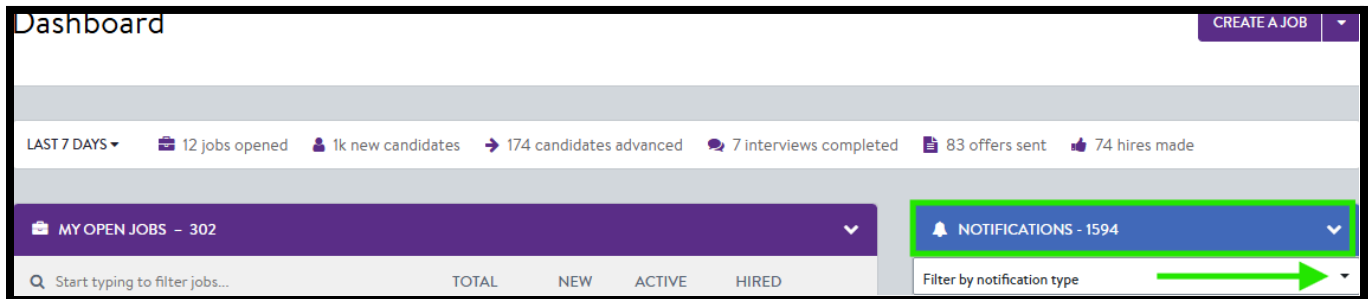 Dashboard
CREATE A JOB
LAST 7 DAYS 12 jobs opened 1k new candidates 174 candidates advanced 7 interviews completed 83 offers sent 74 hires made
MY OPEN JOBS – 302
NOTIFICATIONS - 1594
Start typing to filter jobs... TOTAL NEW ACTIVE HIRED
Filter by notification type